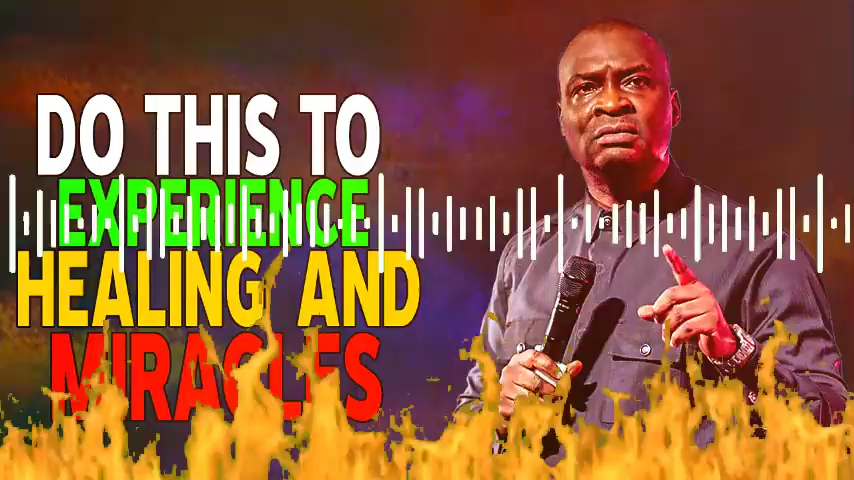 DO THIS TO
EXPERIENCE
HEALING AND
MIRACLES